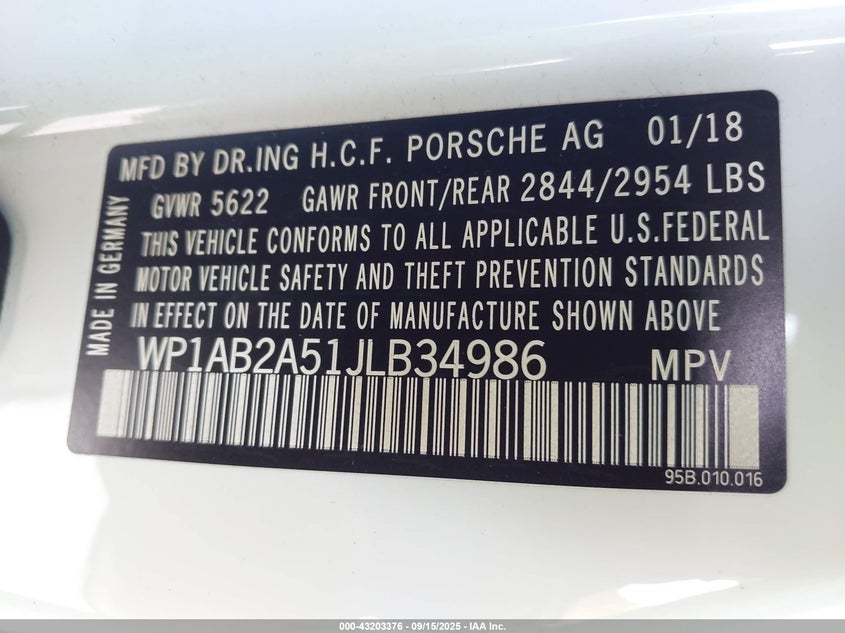 MFD BY DR.ING H.C.F. PORSCHE AG 01/18
GVWR 5622 GAWR FRONT/REAR 2844/2954 LBS
THIS VEHICLE CONFORMS TO ALL APPLICABLE U.S.FEDERAL
MOTOR VEHICLE SAFETY AND THEFT PREVENTION STANDARDS
IN EFFECT ON THE DATE OF MANUFACTURE SHOWN ABOVE
WP1AB2A51JLB34986 MPV
95B.010.016
MADE IN GERMANY
000-43203376 | 09/15/2025 - IAA Inc.